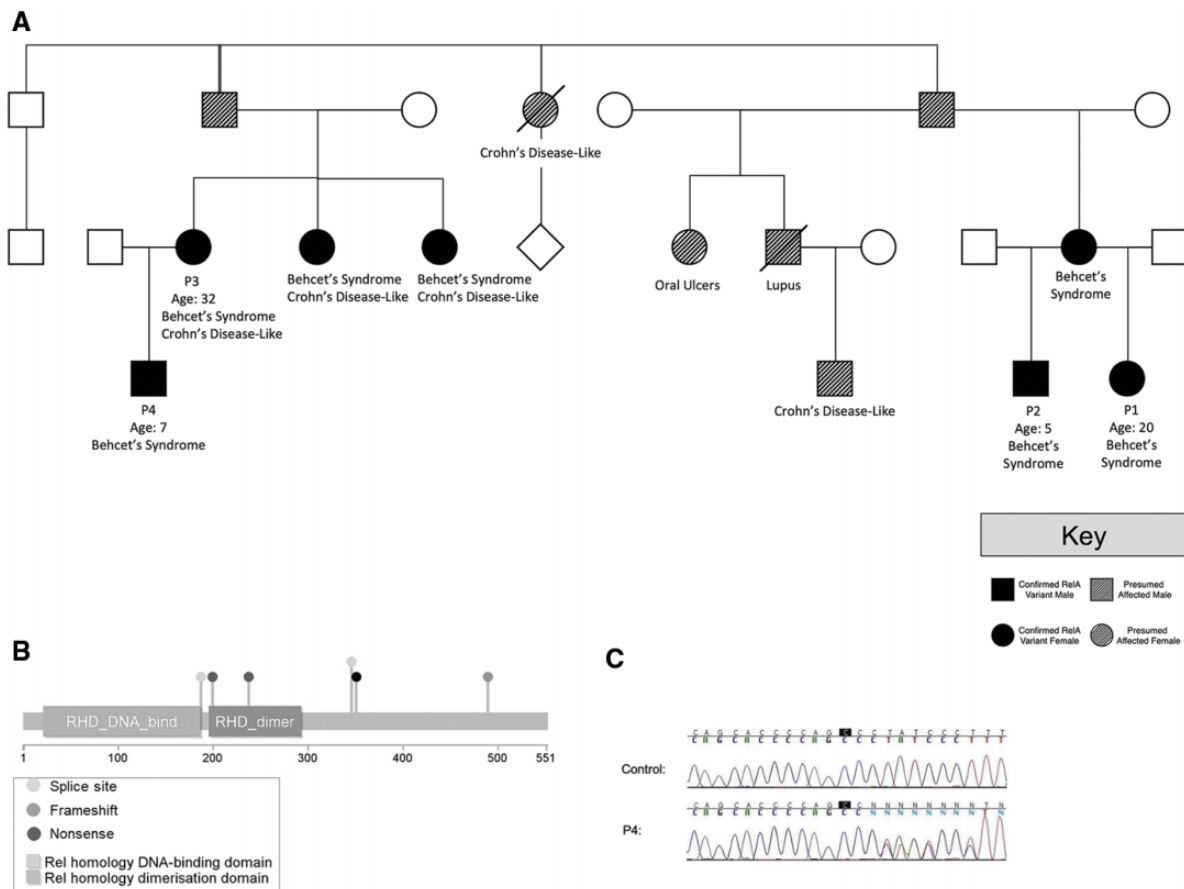 A
Crohn's Disease-Like
P3
Age: 32
Behcet's Syndrome
Crohn's Disease-Like
Behcet's Syndrome
Crohn's Disease-Like
Behcet's Syndrome
Crohn's Disease-Like
Oral Ulcers
Lupus
Behcet's
Syndrome
P4
Age: 7
Behcet's Syndrome
Crohn's Disease-Like
P2
Age: 5
Behcet's
Syndrome
P1
Age: 20
Behcet's
Syndrome
Key
Confirmed RelA
Variant Male
Presumed
Affected Male
Confirmed RelA
Variant Female
Presumed
Affected Female
B
RHD_DNA_bind
RHD_dimer
1 100 200 300 400 500 551
Splice site
Frameshift
Nonsense
Rel homology DNA-binding domain
Rel homology dimerisation domain
C
C A G C A C C C C A G C C C T A T C C C T T T
C A G C A C C C C A G C C C T A T C C C T T T
Control:
C A G C A C C C C A G C C N N N N N N N N T N
C A G C A C C C C A G C C N N N N N N N N T N
P4: